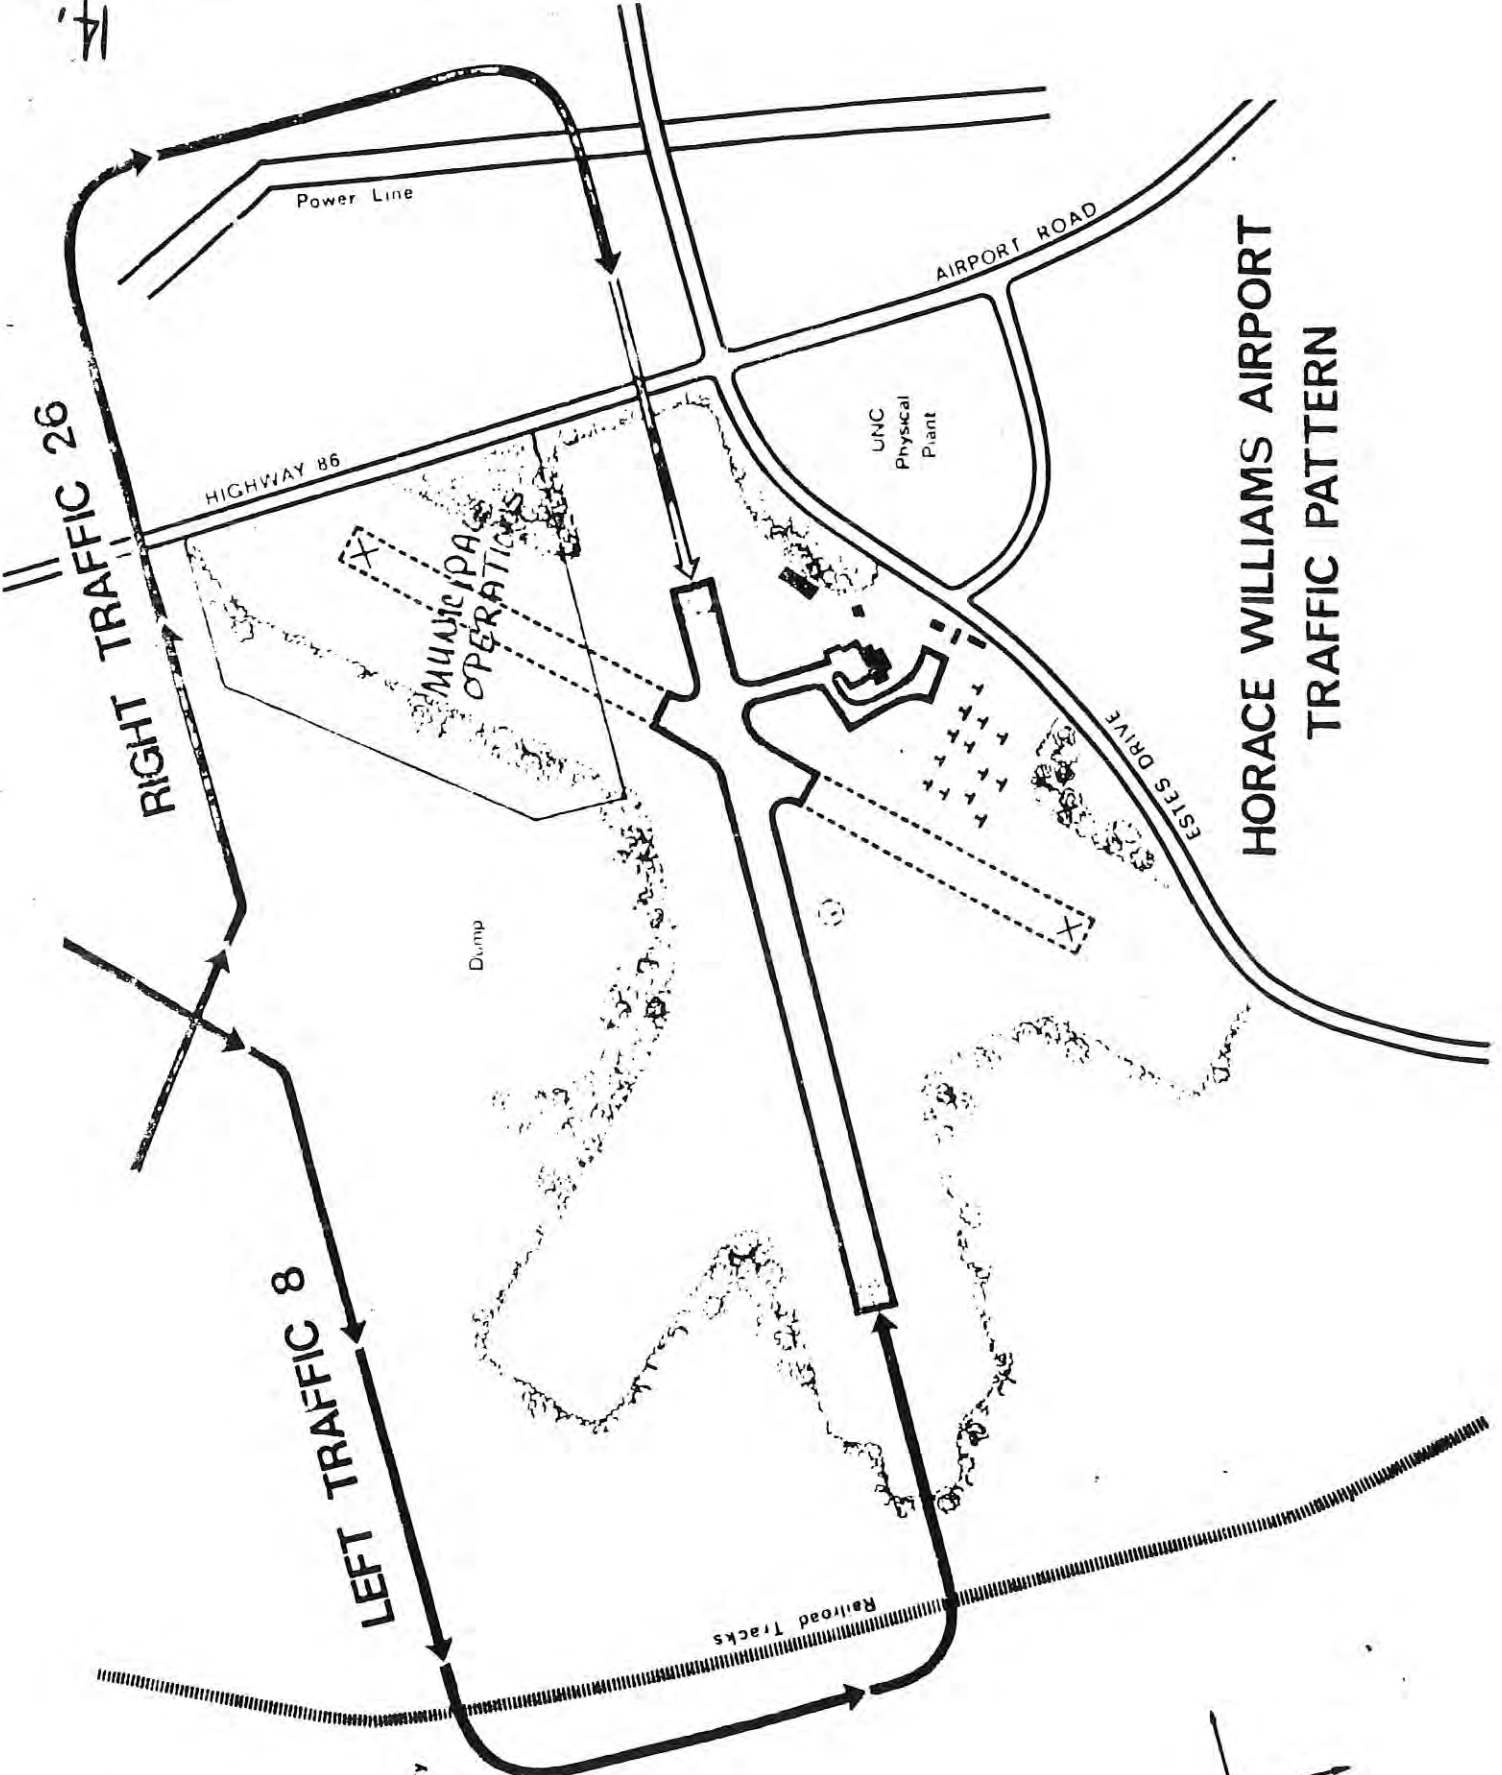 14.
RIGHT TRAFFIC 26
LEFT TRAFFIC 8
Power Line
HIGHWAY 86
MUNICIPAL
OPERATIONS
AIRPORT ROAD
UNC
Physical
Plant
ESTES DRIVE
Dump
Railroad Tracks
X
X
HORACE WILLIAMS AIRPORT
TRAFFIC PATTERN
y